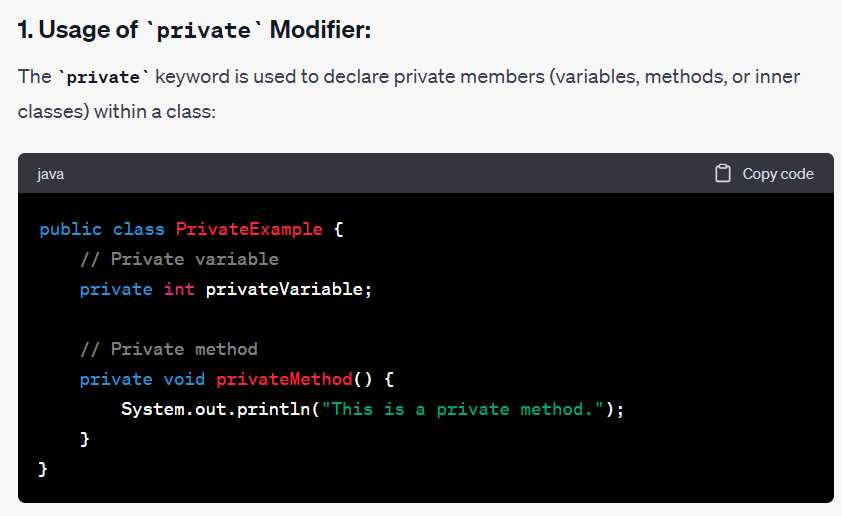 1. Usage of `private` Modifier:
The `private` keyword is used to declare private members (variables, methods, or inner
classes) within a class:
java
Copy code
public class PrivateExample {
    // Private variable
    private int privateVariable;

    // Private method
    private void privateMethod() {
        System.out.println("This is a private method.");
    }
}